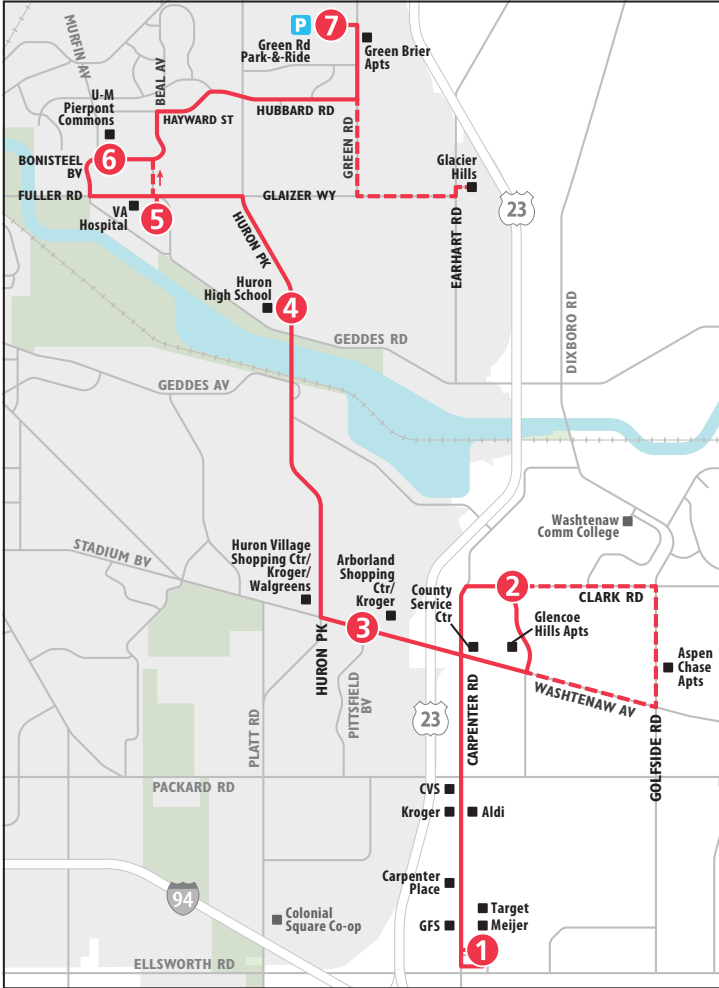 MURFIN AV
P
7
Green Rd
Park-&-Ride
Green Brier
Apts
BEAL AV
U-M
Pierpont
Commons
HAYWARD ST
HUBBARD RD
GREEN RD
BONISTEEL
BV
6
Glacier
Hills
FULLER RD
GLAIZER WY
23
VA
Hospital
5
HURON PK
EARHART RD
Huron
High School
4
GEDDES RD
DIXBORO RD
GEDDES AV
Washtenaw
Comm College
STADIUM BV
Huron Village
Shopping Ctr/
Kroger/
Walgreens
Arborland
Shopping
Ctr/
Kroger
County
Service
Ctr
2
CLARK RD
Glencoe
Hills Apts
3
HURON PK
PITTSFIELD
BV
Aspen
Chase
Apts
WASHTENAW AV
PLATT RD
23
CARPENTER RD
GOLFSIDE RD
PACKARD RD
CVS
Kroger
Aldi
Carpenter
Place
94
Target
Colonial
Square Co-op
GFS
Meijer
1
ELLSWORTH RD